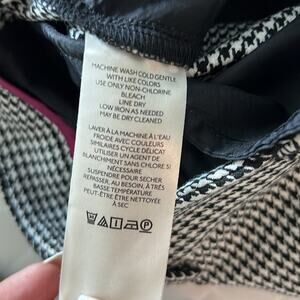 MACHINE WASH COLD GENTLE
WITH LIKE COLORS
USE ONLY NON-CHLORINE
BLEACH
LINE DRY
LOW IRON AS NEEDED
MAY BE DRY CLEANED
LAVER À LA MACHINE À L'EAU
FROIDE AVEC COULEURS
SIMILAIRES CYCLE DÉLICAT
UTILISER UN AGENT DE
BLANCHIMENT SANS CHLORE SI
NÉCESSAIRE
SUSPENDRE POUR SÉCHER
REPASSER, AU BESOIN, À TRÈS
BASSE TEMPÉRATURE
PEUT-ÊTRE NETTOYÉ
À SEC